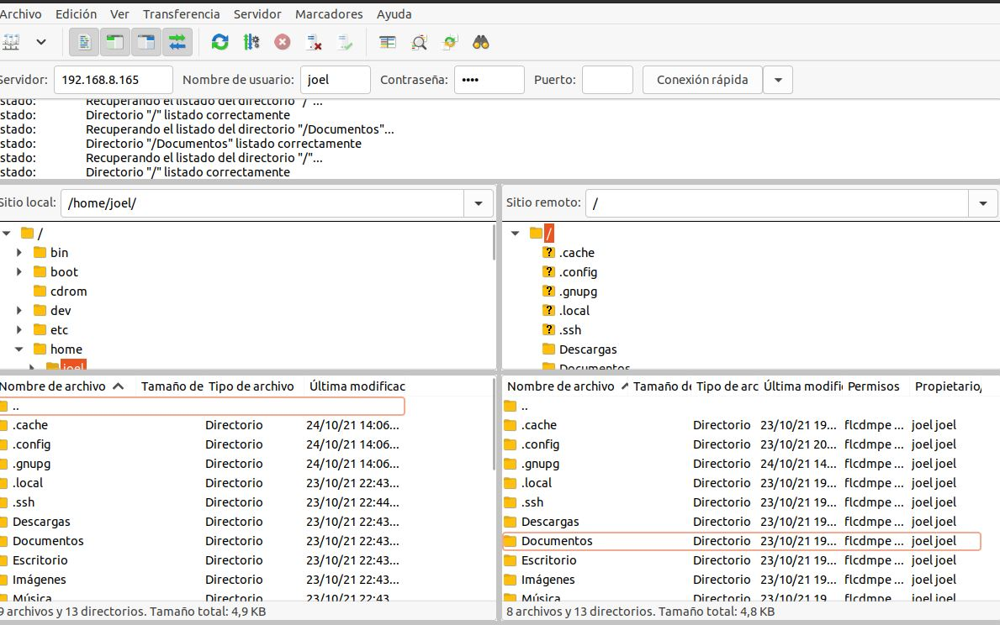 Archivo Edición Ver Transferencia Servidor Marcadores Ayuda
Servidor: 192.168.8.165 Nombre de usuario: joel Contraseña: •••• Puerto: Conexión rápida
stado: Recuperando el listado del directorio "/"...
stado: Directorio "/" listado correctamente
stado: Recuperando el listado del directorio "/Documentos"...
stado: Directorio "/Documentos" listado correctamente
stado: Recuperando el listado del directorio "/"...
stado: Directorio "/" listado correctamente
Sitio local: /home/joel/
/
bin
boot
cdrom
dev
etc
home
joel
Sitio remoto: /
/
? .cache
? .config
? .gnupg
? .local
? .ssh
Descargas
Documentos
Nombre de archivo Tamaño de Tipo de archivo Última modificac
..
.cache Directorio 24/10/21 14:06...
.config Directorio 24/10/21 14:06...
.gnupg Directorio 24/10/21 14:06...
.local Directorio 23/10/21 22:43...
.ssh Directorio 23/10/21 22:44...
Descargas Directorio 23/10/21 22:43...
Documentos Directorio 23/10/21 22:43...
Escritorio Directorio 23/10/21 22:43...
Imágenes Directorio 23/10/21 22:43...
Música Directorio 23/10/21 22:43
9 archivos y 13 directorios. Tamaño total: 4,9 KB
Nombre de archivo Tamaño de Tipo de arc Última modifi Permisos Propietario/
..
.cache Directorio 23/10/21 19... flcdmpe ... joel joel
.config Directorio 23/10/21 20... flcdmpe ... joel joel
.gnupg Directorio 24/10/21 14... flcdmpe ... joel joel
.local Directorio 23/10/21 19... flcdmpe ... joel joel
.ssh Directorio 23/10/21 19... flcdmpe ... joel joel
Descargas Directorio 23/10/21 19... flcdmpe ... joel joel
Documentos Directorio 23/10/21 19... flcdmpe ... joel joel
Escritorio Directorio 23/10/21 19... flcdmpe ... joel joel
Imágenes Directorio 23/10/21 19... flcdmpe ... joel joel
Música Directorio 23/10/21 19 flcdmpe ... joel joel
8 archivos y 13 directorios. Tamaño total: 4,8 KB